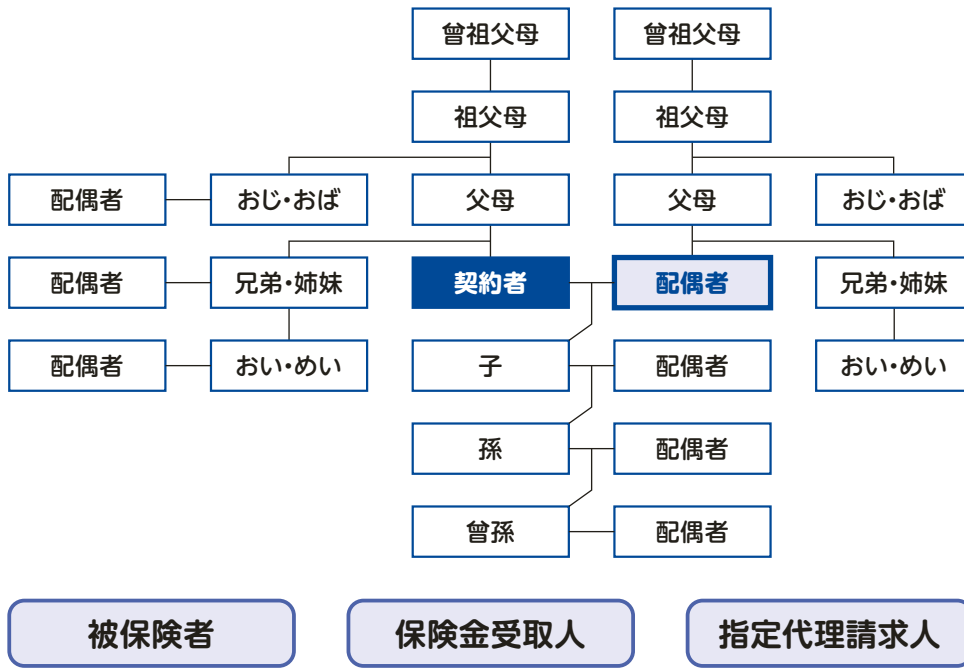 曾祖父母 曾祖父母
祖父母 祖父母
配偶者 おじ・おば 父母 父母 おじ・おば
配偶者 兄弟・姉妹 契約者 配偶者 兄弟・姉妹
配偶者 おい・めい 子 配偶者 おい・めい
孫 配偶者
曾孫 配偶者
被保険者 保険金受取人 指定代理請求人